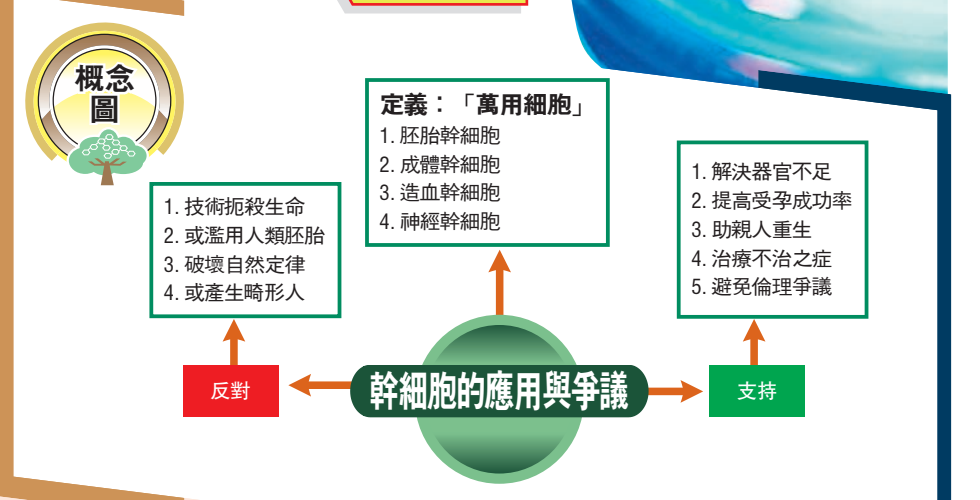 概念
圖
定義：「萬用細胞」
1. 胚胎幹細胞
2. 成體幹細胞
3. 造血幹細胞
4. 神經幹細胞
1. 技術扼殺生命
2. 或濫用人類胚胎
3. 破壞自然定律
4. 或產生畸形人
1. 解決器官不足
2. 提高受孕成功率
3. 助親人重生
4. 治療不治之症
5. 避免倫理爭議
反對
幹細胞的應用與爭議
支持